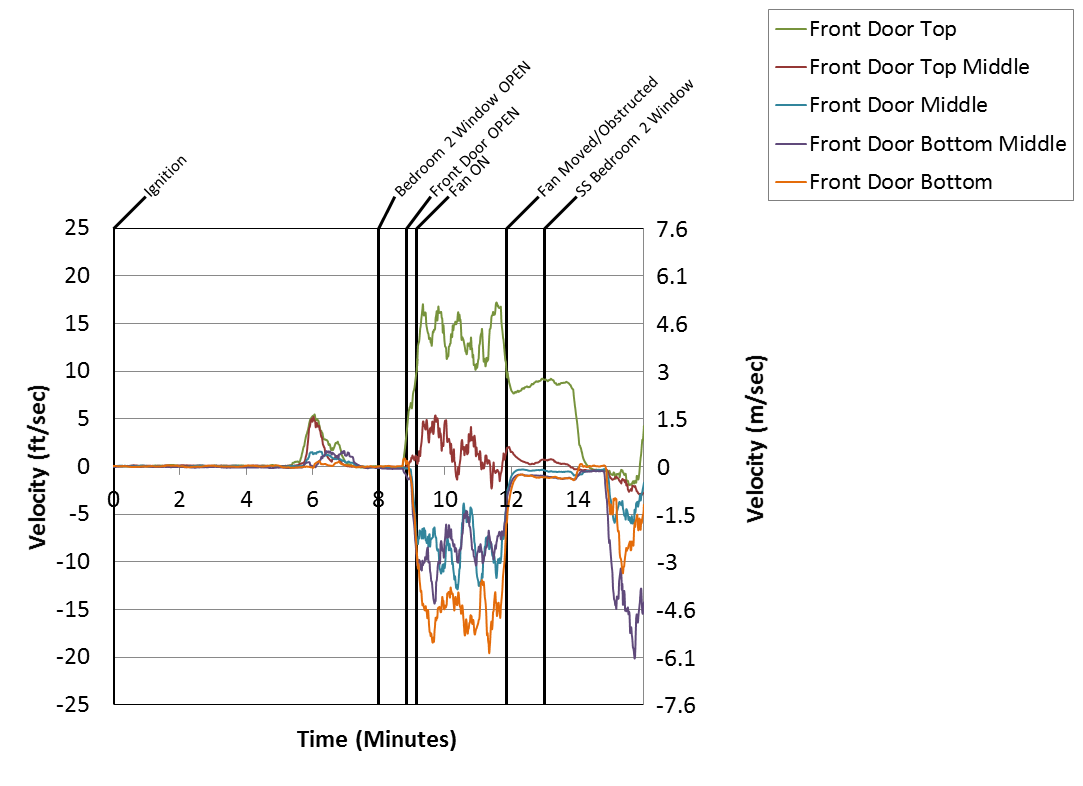 Front Door Top
Front Door Top Middle
Front Door Middle
Front Door Bottom Middle
Front Door Bottom
Ignition
Bedroom 2 Window OPEN
Front Door OPEN
Fan ON
Fan Moved/Obstructed
SS Bedroom 2 Window
25
20
15
10
5
0
-5
-10
-15
-20
-25
Velocity (ft/sec)
0 2 4 6 8 10 12 14
Time (Minutes)
7.6
6.1
4.6
3
1.5
0
-1.5
-3
-4.6
-6.1
-7.6
Velocity (m/sec)